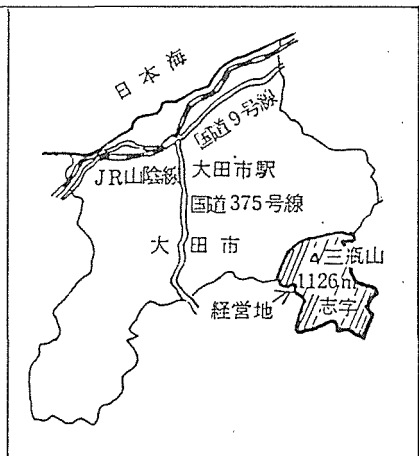 日本海
国道9号線
JR山陰線
大田市駅
国道375号線
大田市
△三瓶山
1126m
志字
経営地